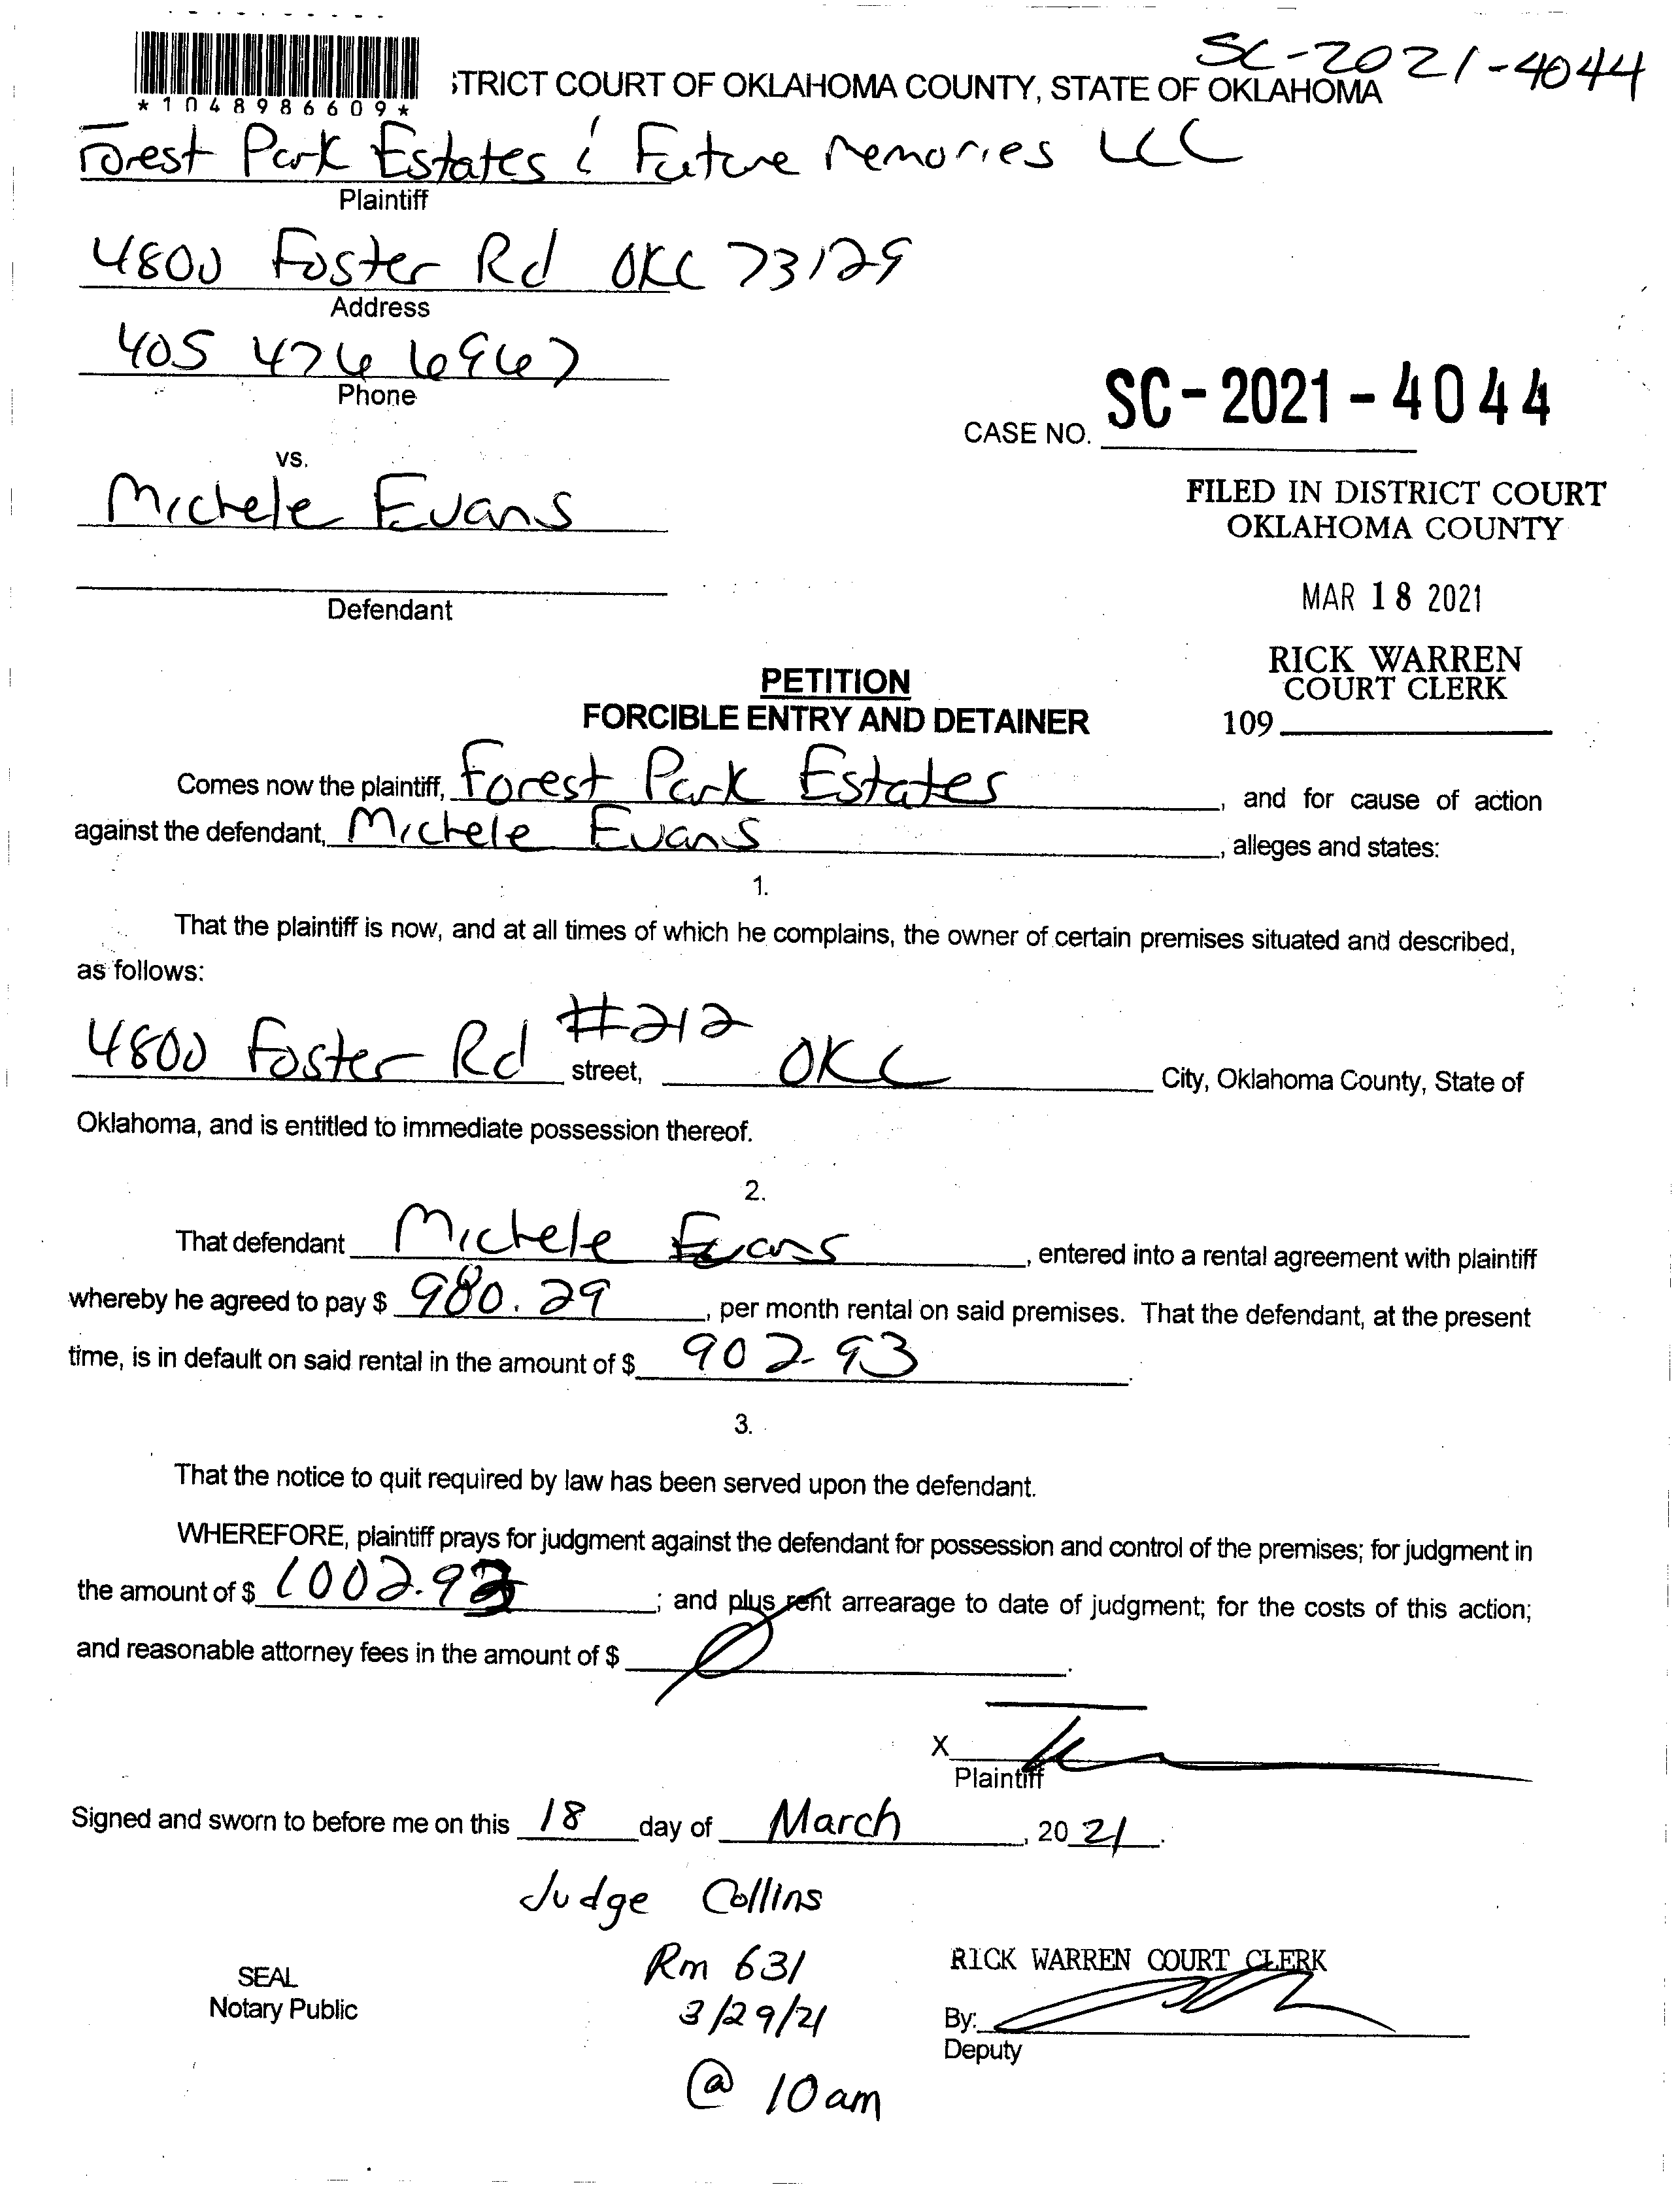 SC-2021-4044
STRICT COURT OF OKLAHOMA COUNTY, STATE OF OKLAHOMA
*1048986609*
Forest Park Estates & Future Memories LLC
Plaintiff
4800 Foster Rd OKC 73129
Address
405 476 6967
Phone
CASE NO. SC-2021-4044
vs.
Michele Evans
FILED IN DISTRICT COURT
OKLAHOMA COUNTY
Defendant
MAR 18 2021
RICK WARREN
COURT CLERK
109
PETITION
FORCIBLE ENTRY AND DETAINER
Comes now the plaintiff, Forest Park Estates, and for cause of action
against the defendant, Michele Evans, alleges and states:
1.
That the plaintiff is now, and at all times of which he complains, the owner of certain premises situated and described,
as follows:
4800 Foster Rd #212 street, OKC City, Oklahoma County, State of
Oklahoma, and is entitled to immediate possession thereof.
2.
That defendant Michele Evans, entered into a rental agreement with plaintiff
whereby he agreed to pay $ 980.29, per month rental on said premises. That the defendant, at the present
time, is in default on said rental in the amount of $ 902.93.
3.
That the notice to quit required by law has been served upon the defendant.
WHEREFORE, plaintiff prays for judgment against the defendant for possession and control of the premises; for judgment in
the amount of $ 1002.93; and plus rent arrearage to date of judgment; for the costs of this action;
and reasonable attorney fees in the amount of $ Ø.
X
Plaintiff
Signed and sworn to before me on this 18 day of March, 2021.
Judge Collins
Rm 631
3/29/21
@ 10am
SEAL
Notary Public
RICK WARREN COURT CLERK
By:
Deputy